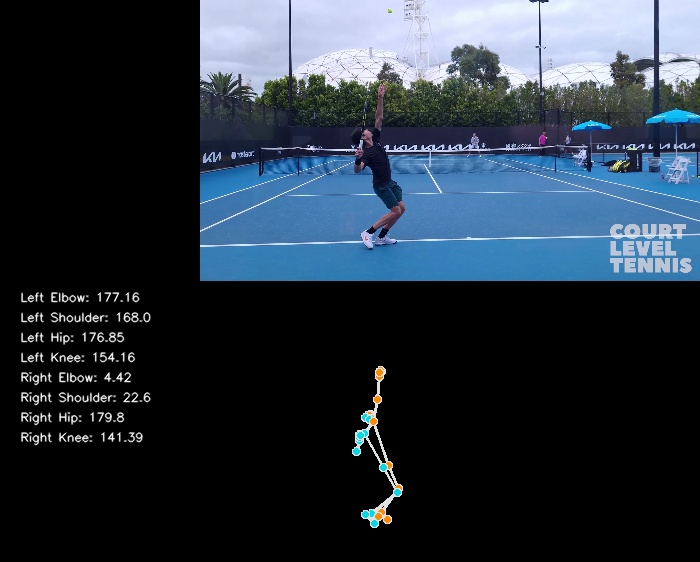 COURT
LEVEL
TENNIS
Left Elbow: 177.16
Left Shoulder: 168.0
Left Hip: 176.85
Left Knee: 154.16
Right Elbow: 4.42
Right Shoulder: 22.6
Right Hip: 179.8
Right Knee: 141.39